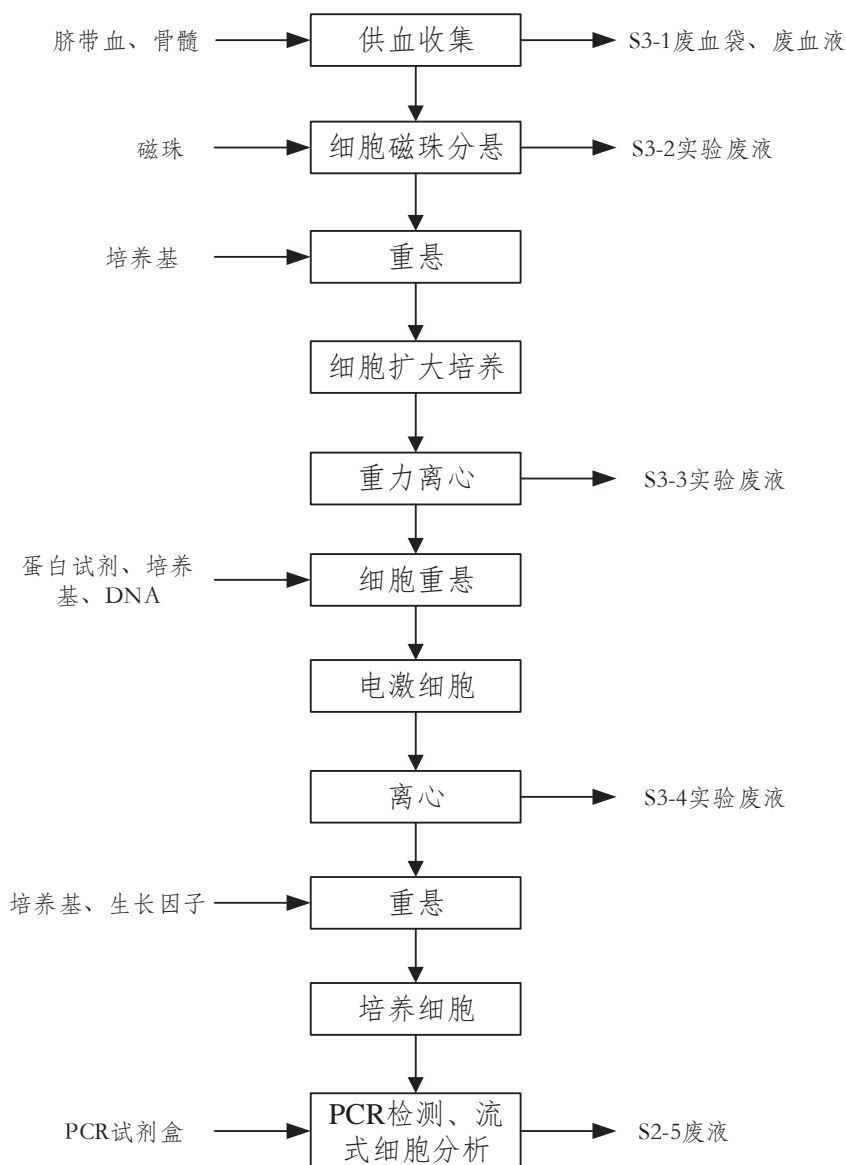 脐带血、骨髓
供血收集
S3-1废血袋、废血液
磁珠
细胞磁珠分悬
S3-2实验废液
培养基
重悬
细胞扩大培养
重力离心
S3-3实验废液
蛋白试剂、培养
基、DNA
细胞重悬
电激细胞
离心
S3-4实验废液
培养基、生长因子
重悬
培养细胞
PCR试剂盒
PCR检测、流
式细胞分析
S2-5废液